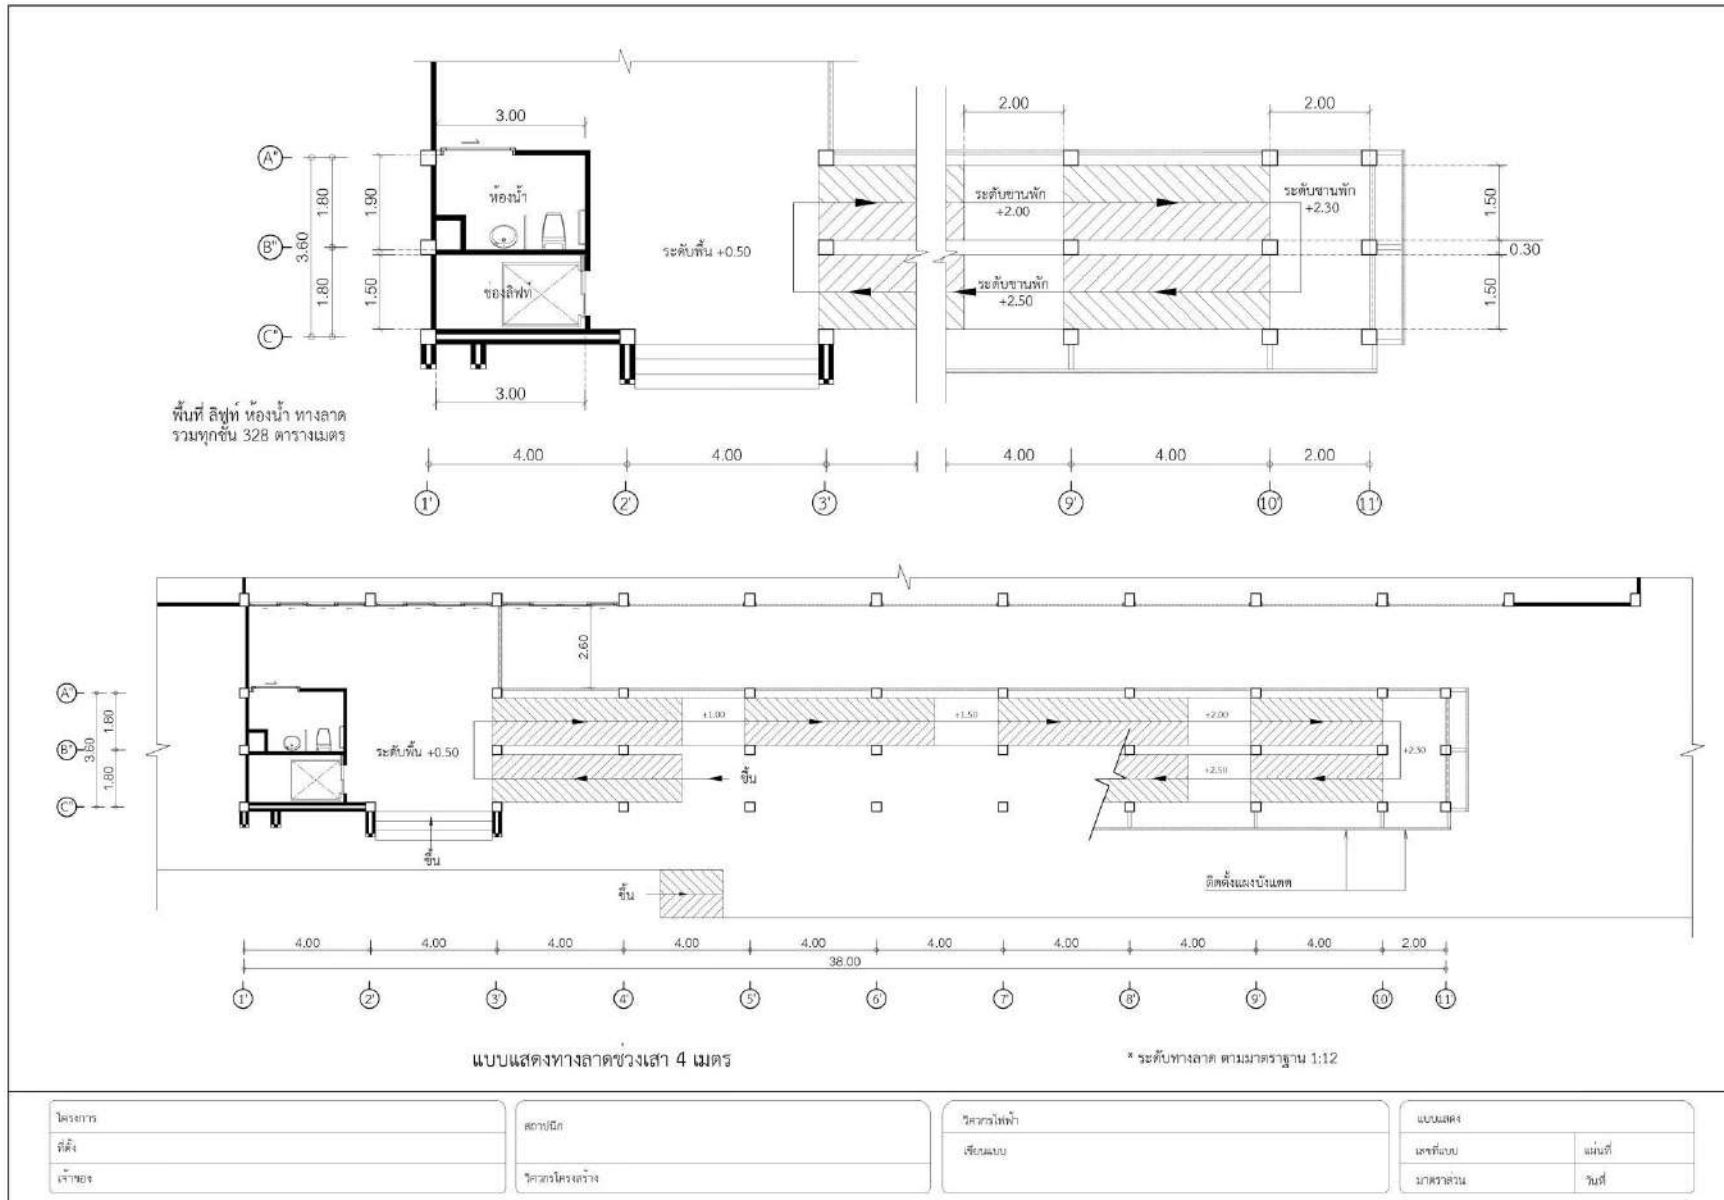 3.00
2.00
2.00
A"
B"
C"
1.80
1.80
3.60
1.90
1.50
ห้องน้ำ
ช่องลิฟท์
ระดับพื้น +0.50
ระดับชานพัก
+2.00
ระดับชานพัก
+2.30
ระดับชานพัก
+2.50
1.50
0.30
1.50
3.00
พื้นที่ ลิฟท์ ห้องน้ำ ทางลาด
รวมทุกชั้น 328 ตารางเมตร
4.00
4.00
4.00
4.00
2.00
1'
2'
3'
9'
10'
11'
2.60
A"
B"
C"
1.80
3.60
1.80
ระดับพื้น +0.50
+1.00
+1.50
+2.00
+2.30
+2.50
ขึ้น
ขึ้น
ขึ้น
ติดตั้งแผงบังแดด
4.00
4.00
4.00
4.00
4.00
4.00
4.00
4.00
4.00
2.00
38.00
1'
2'
3'
4'
5'
6'
7'
8'
9'
10'
11'
แบบแสดงทางลาดช่วงเสา 4 เมตร
* ระดับทางลาด ตามมาตราฐาน 1:12
โครงการ
ที่ตั้ง
เจ้าของ
สถาปนิก
วิศวกรโครงสร้าง
วิศวกรไฟฟ้า
เขียนแบบ
แบบแสดง
เลขที่แบบ
แผ่นที่
มาตราส่วน
วันที่